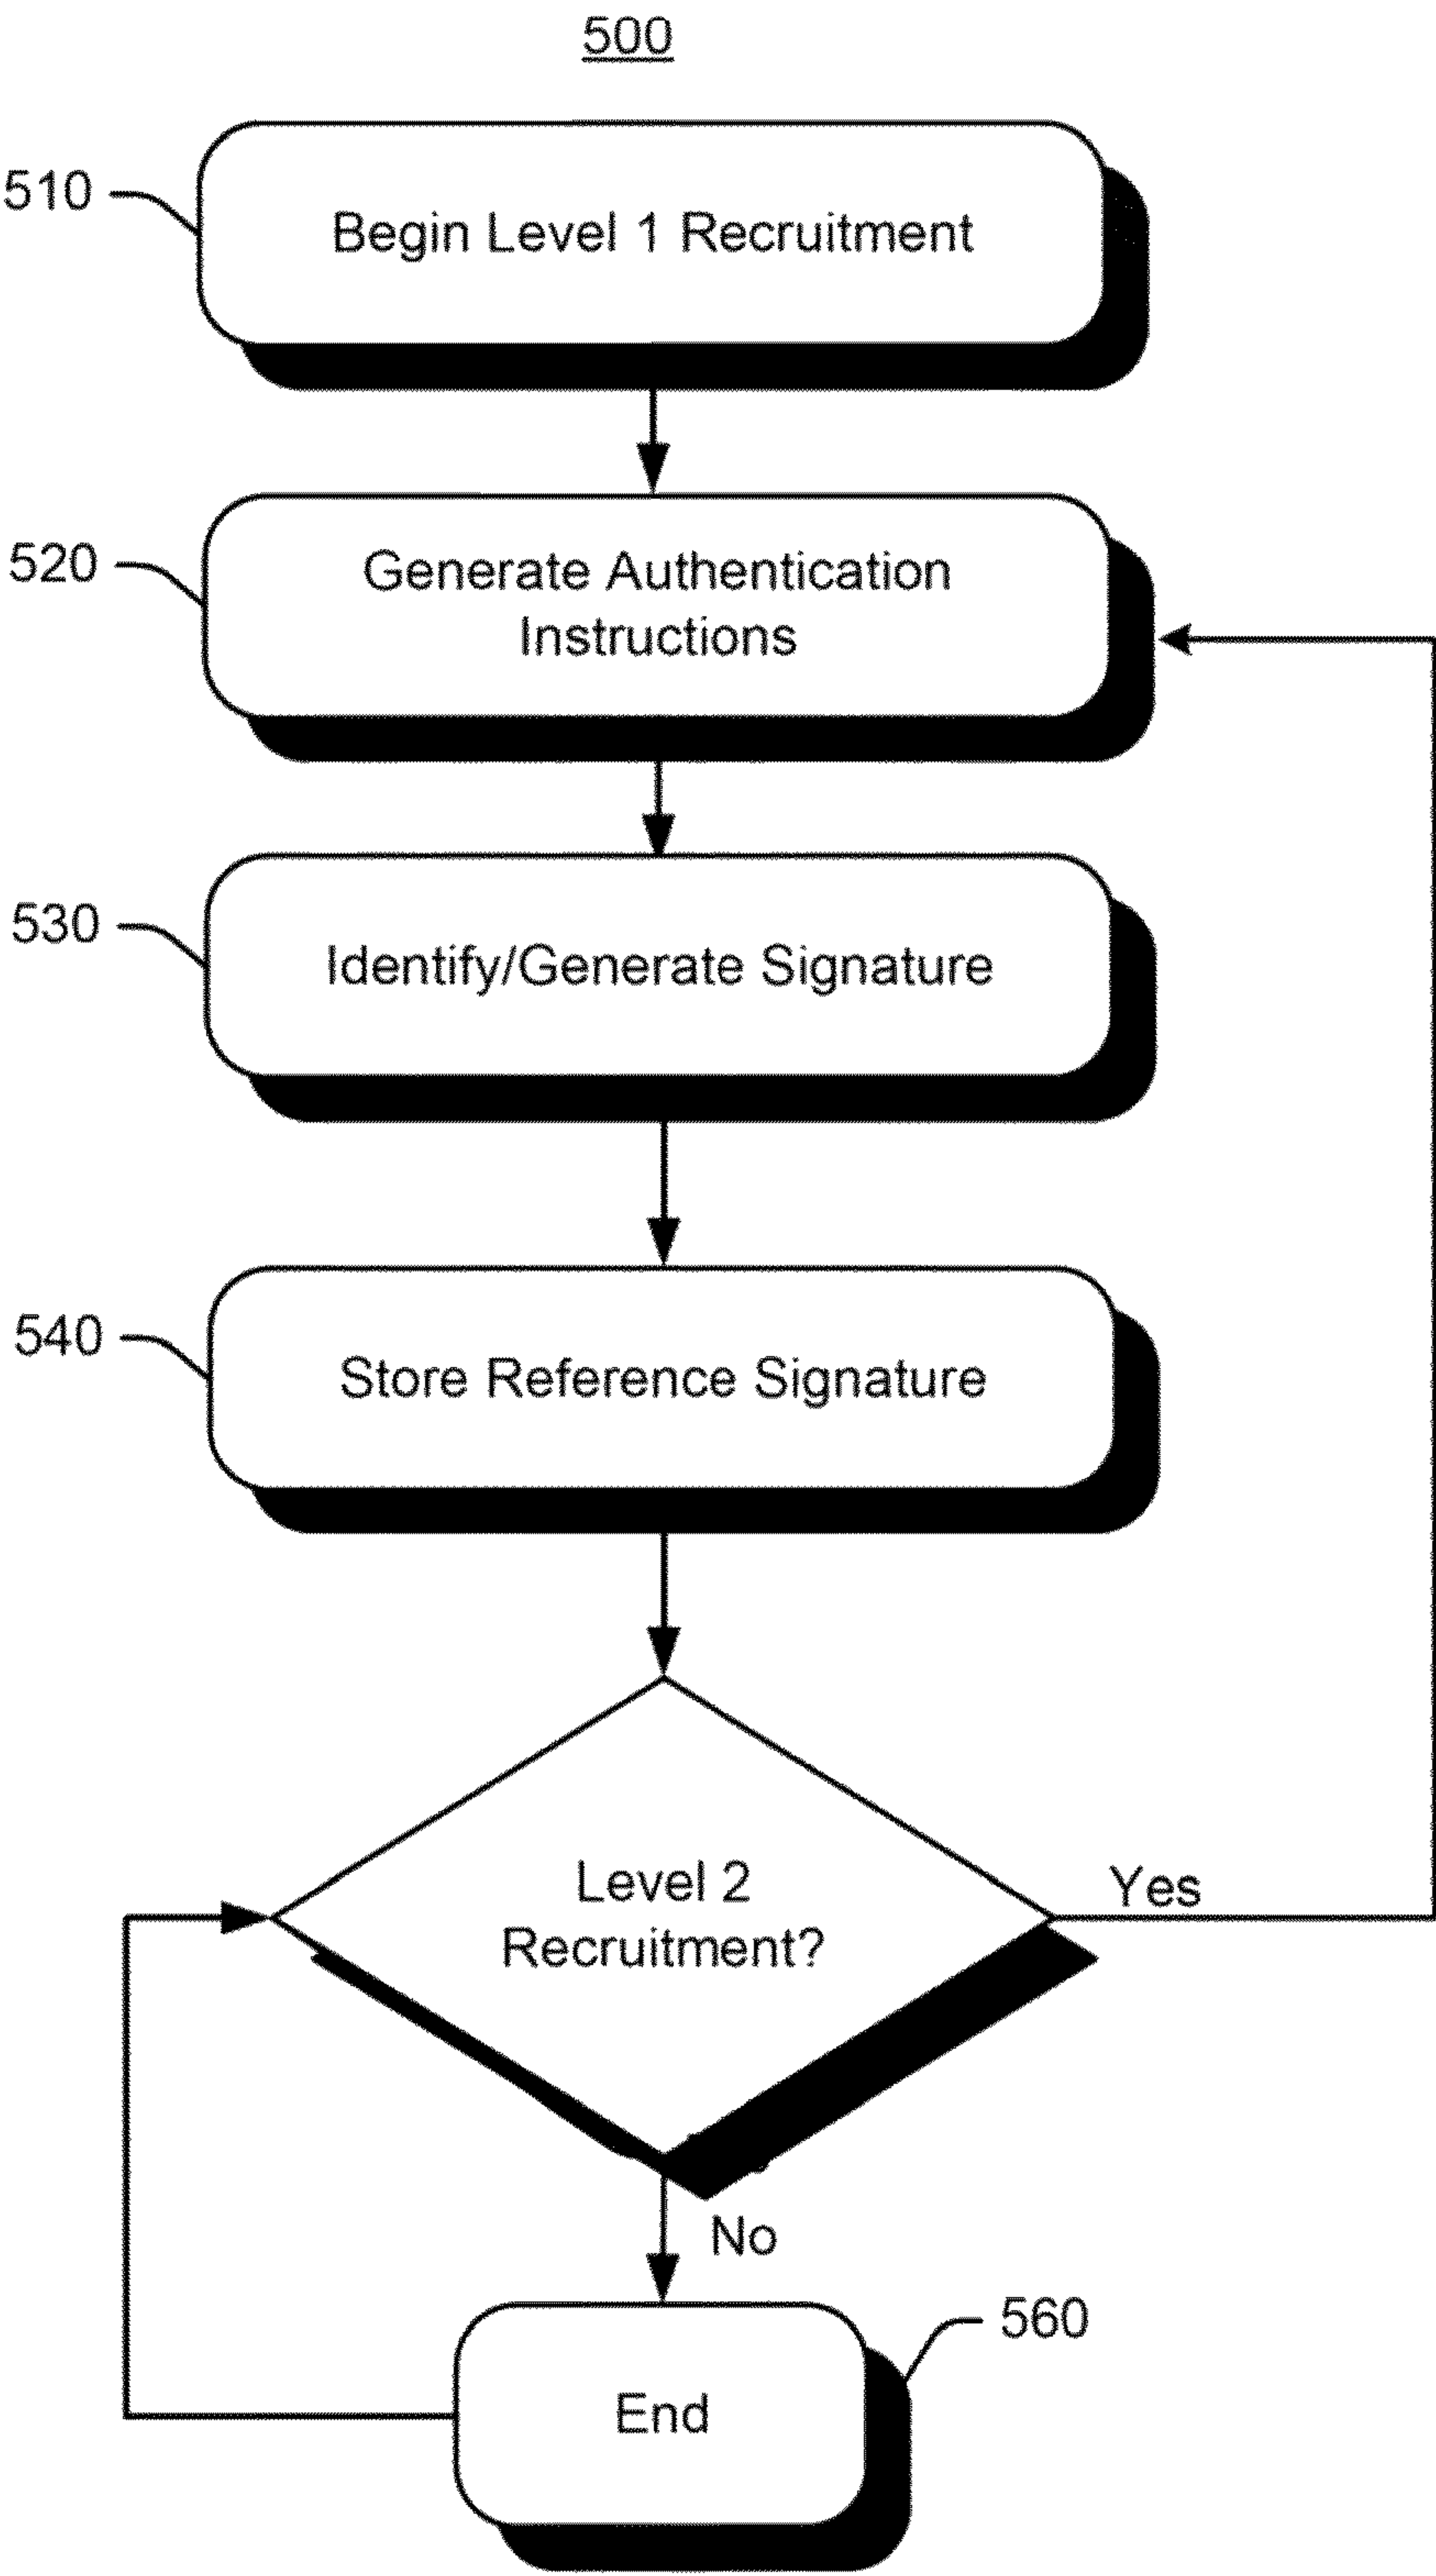 500
510
Begin Level 1 Recruitment
520
Generate Authentication
Instructions
530
Identify/Generate Signature
540
Store Reference Signature
Level 2
Recruitment?
Yes
No
560
End